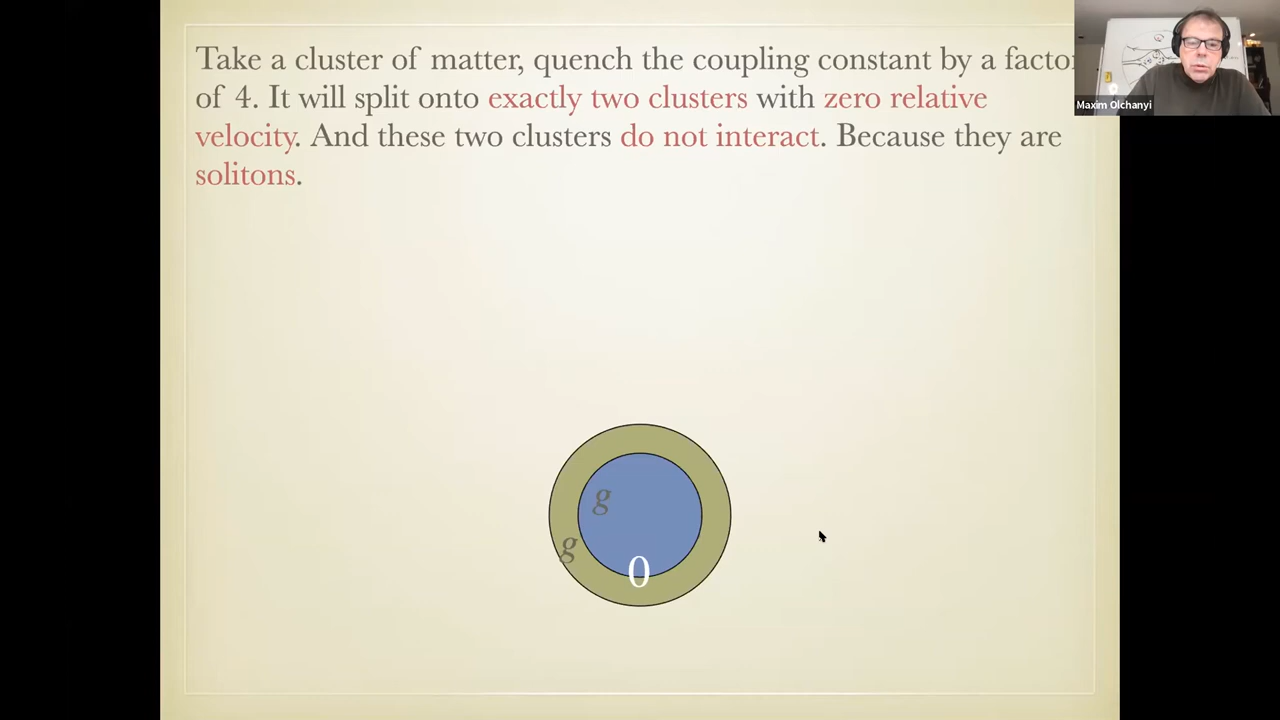 Take a cluster of matter, quench the coupling constant by a factor
of 4. It will split onto exactly two clusters with zero relative
velocity. And these two clusters do not interact. Because they are
solitons.
Maxim Olchanyi
g
g
0